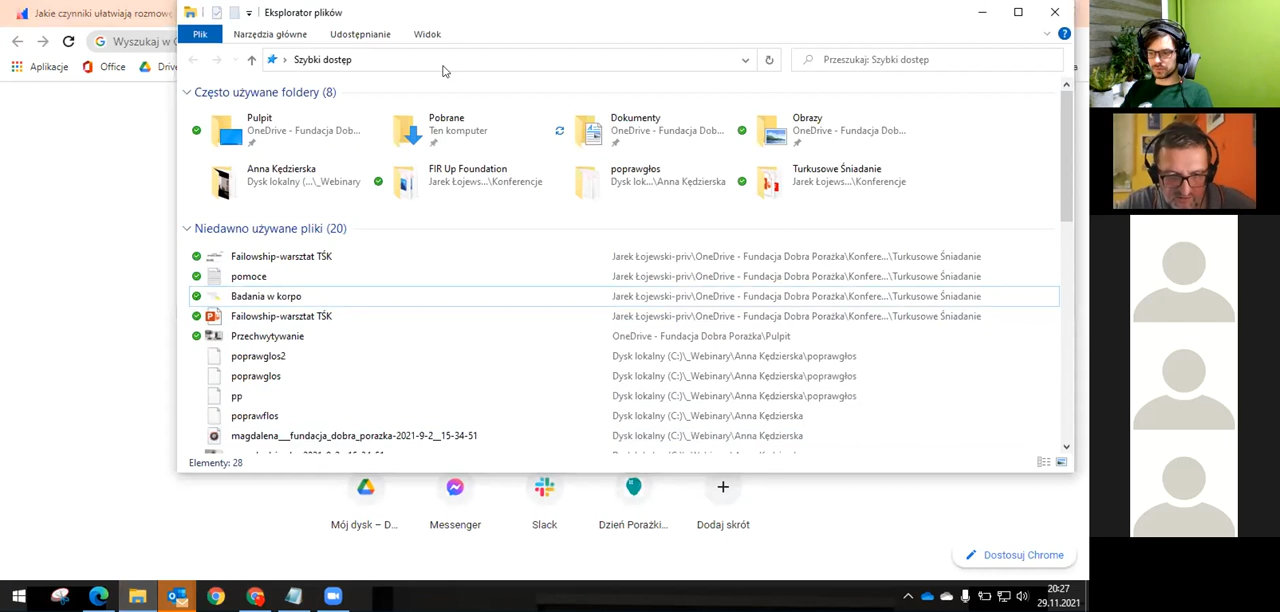 Jakie czynniki ułatwiają rozmow
Eksplorator plików
Plik Narzędzia główne Udostępnianie Widok
Wyszukaj w G
Szybki dostęp
Przeszukaj: Szybki dostęp
Aplikacje Office Drive
Często używane foldery (8)
Pulpit
OneDrive - Fundacja Dob...
Pobrane
Ten komputer
Dokumenty
OneDrive - Fundacja Dob...
Obrazy
OneDrive - Fundacja Dob...
Anna Kędzierska
Dysk lokalny (...\_Webinary
FIR Up Foundation
Jarek Łojews...\Konferencje
poprawgłos
Dysk lok...\Anna Kędzierska
Turkusowe Śniadanie
Jarek Łojews...\Konferencje
Niedawno używane pliki (20)
Failowship-warsztat TŚK Jarek Łojewski-priv\OneDrive - Fundacja Dobra Porażka\Konfere...\Turkusowe Śniadanie
pomoce Jarek Łojewski-priv\OneDrive - Fundacja Dobra Porażka\Konfere...\Turkusowe Śniadanie
Badania w korpo Jarek Łojewski-priv\OneDrive - Fundacja Dobra Porażka\Konfere...\Turkusowe Śniadanie
Failowship-warsztat TŚK Jarek Łojewski-priv\OneDrive - Fundacja Dobra Porażka\Konfere...\Turkusowe Śniadanie
Przechwytywanie OneDrive - Fundacja Dobra Porażka\Pulpit
poprawglos2 Dysk lokalny (C:)\_Webinary\Anna Kędzierska\poprawgłos
poprawglos Dysk lokalny (C:)\_Webinary\Anna Kędzierska\poprawgłos
pp Dysk lokalny (C:)\_Webinary\Anna Kędzierska\poprawgłos
poprawflos Dysk lokalny (C:)\_Webinary\Anna Kędzierska
magdalena__fundacja_dobra_porazka-2021-9-2__15-34-51 Dysk lokalny (C:)\_Webinary\Anna Kędzierska
Elementy: 28
Mój dysk – D... Messenger Slack Dzień Porażki... Dodaj skrót
Dostosuj Chrome
20:27
29.11.2021